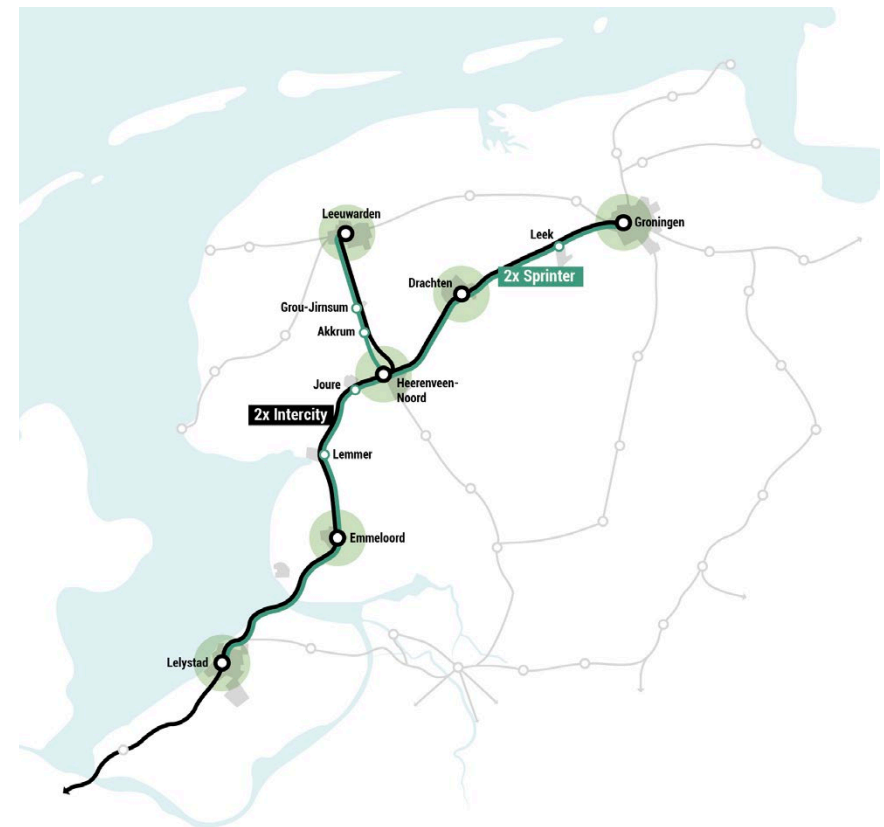 Leeuwarden
Groningen
Leek
Drachten
2x Sprinter
Grou-Jirnsum
Akkrum
Joure
Heerenveen-
Noord
2x Intercity
Lemmer
Emmeloord
Lelystad